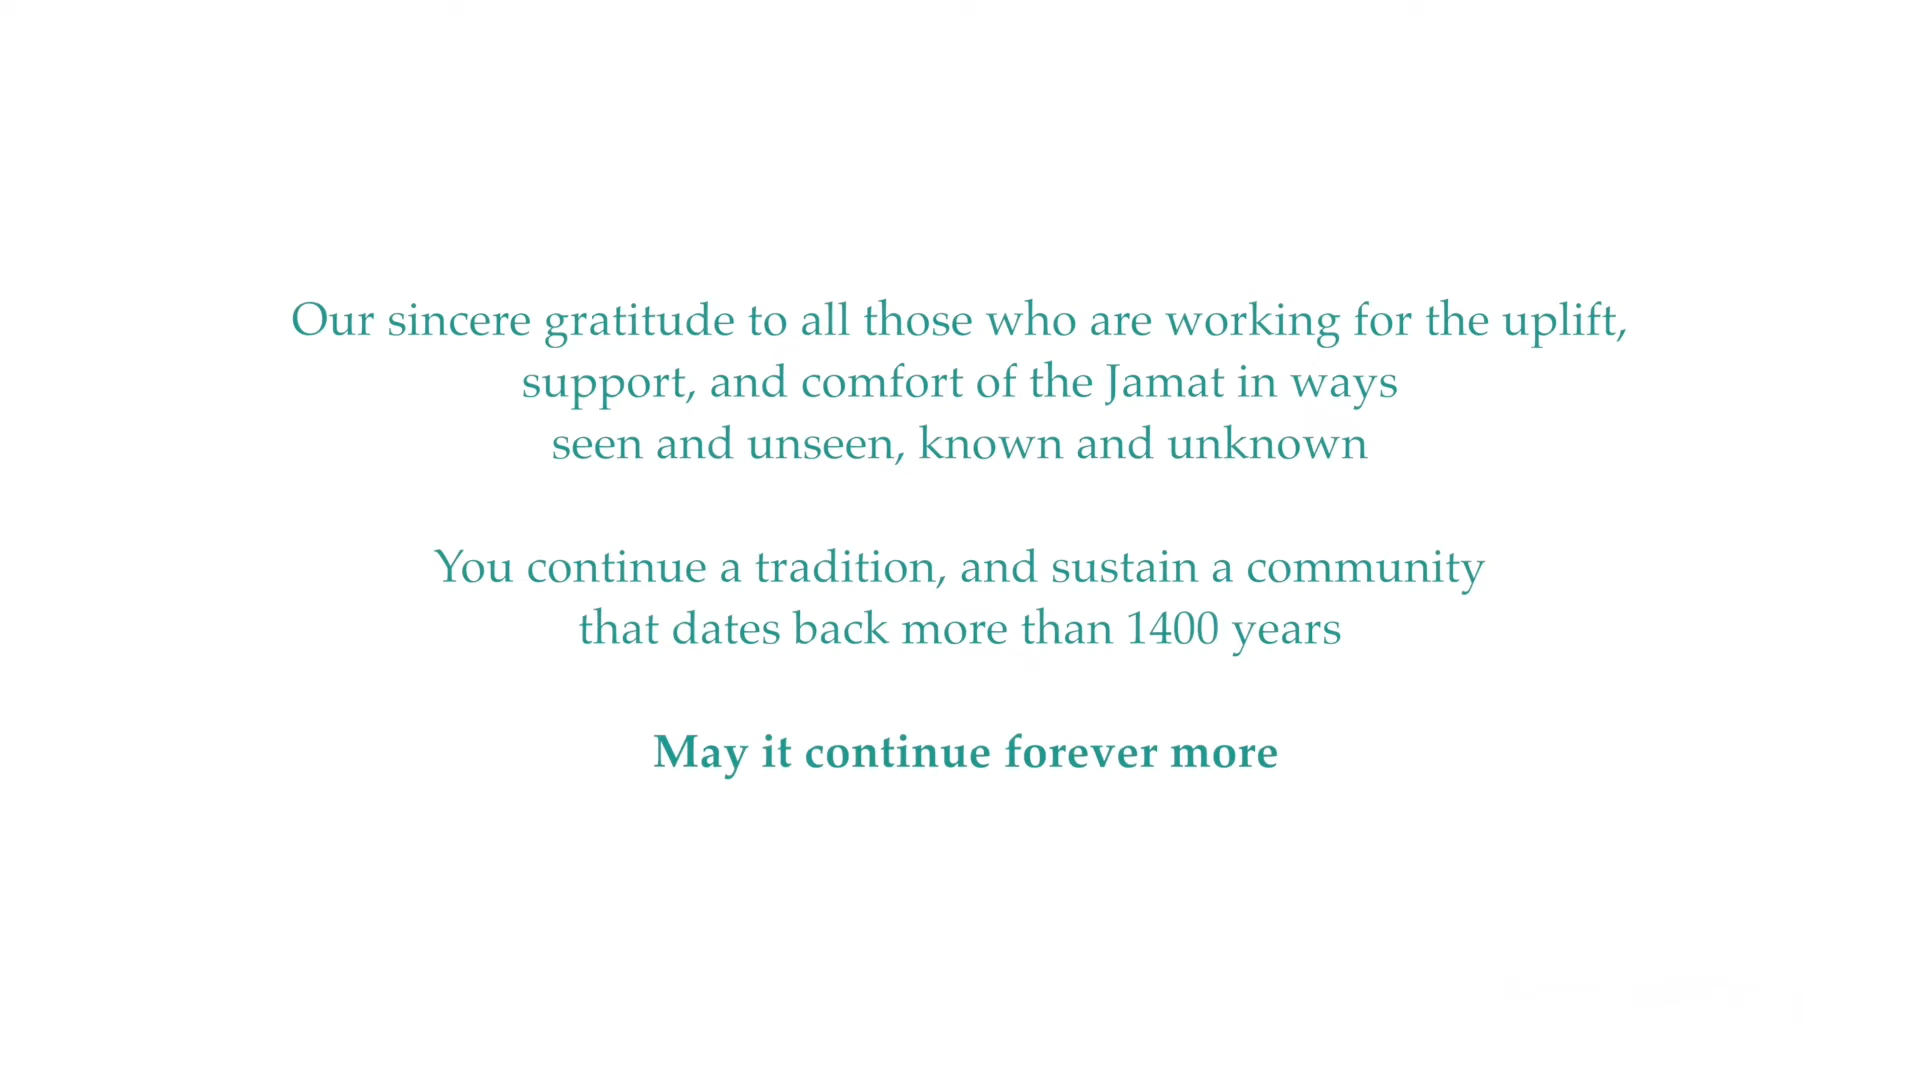 Our sincere gratitude to all those who are working for the uplift,
support, and comfort of the Jamat in ways
seen and unseen, known and unknown
You continue a tradition, and sustain a community
that dates back more than 1400 years
May it continue forever more